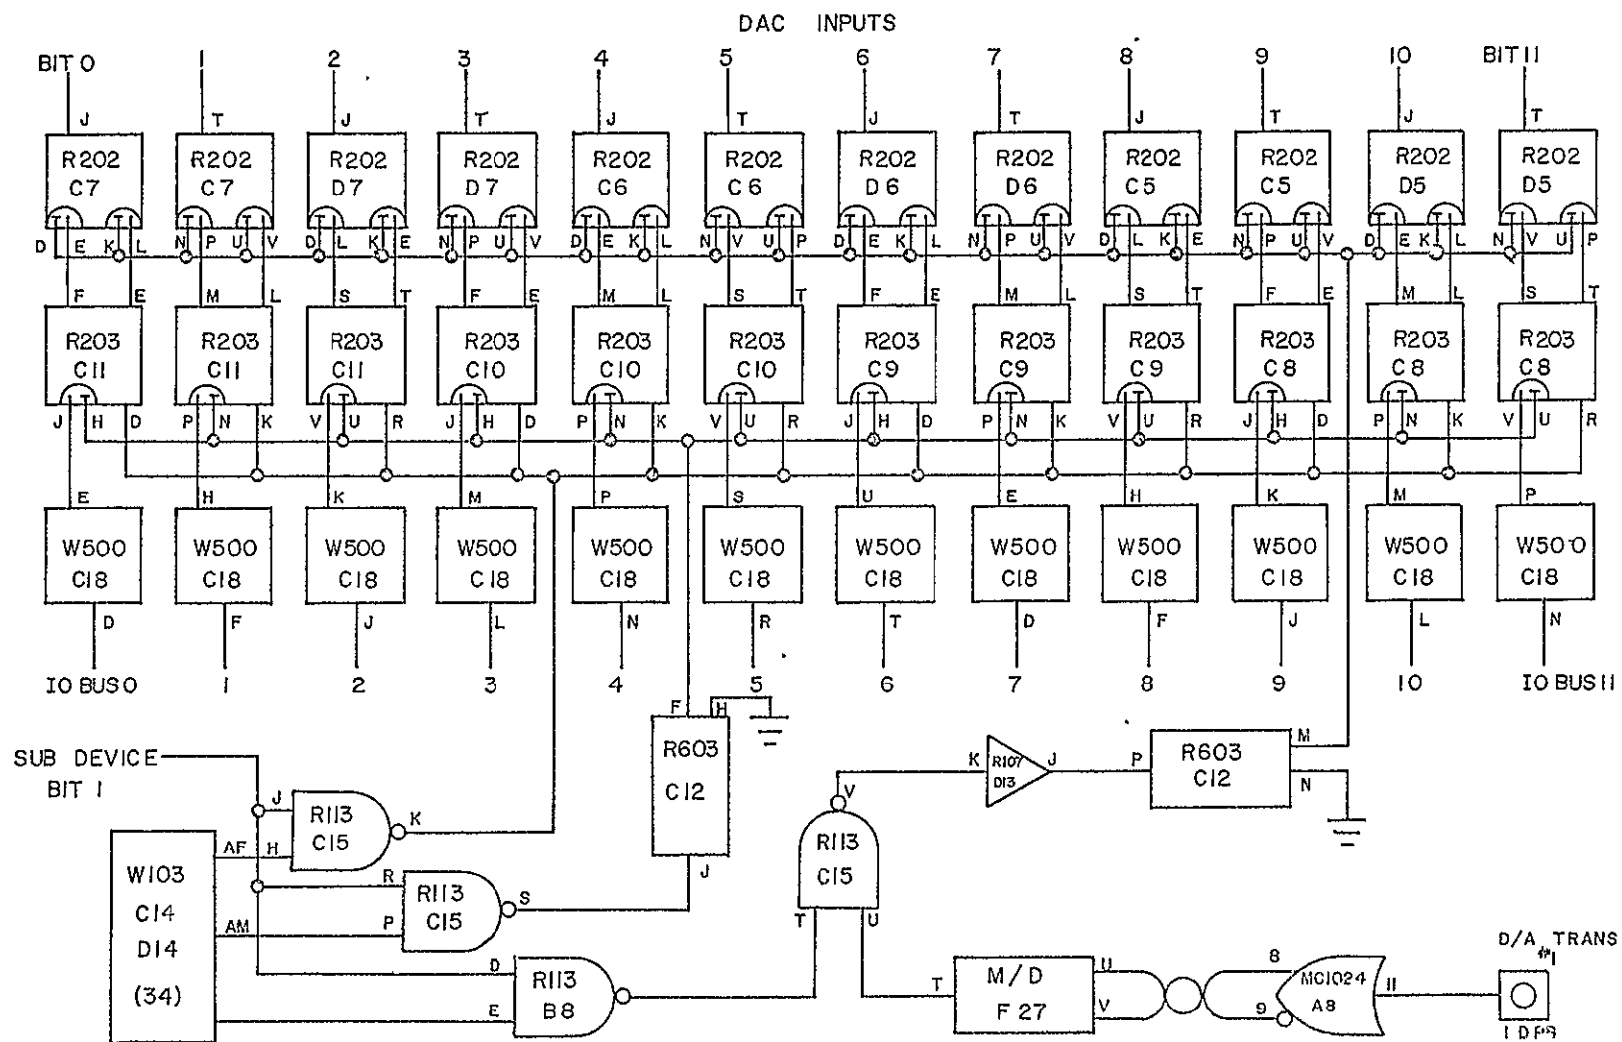 DAC INPUTS
BIT 0 1 2 3 4 5 6 7 8 9 10 BIT 11
J T J T J T J T J T J T
R202 R202 R202 R202 R202 R202 R202 R202 R202 R202 R202 R202
C7 C7 D7 D7 C6 C6 D6 D6 C5 C5 D5 D5
D E K L N P U V D L K E N P U V D E K L N V U P D E K L N P U V D L K E N P U V D E K L N V U P
F E M L S T F E M L S T F E M L S T F E M L S T
R203 R203 R203 R203 R203 R203 R203 R203 R203 R203 R203 R203
C11 C11 C11 C10 C10 C10 C9 C9 C9 C8 C8 C8
J H D P N K V U R J H D P N K V U R J H D P N K V U R J H D P N K V U R
E H K M P S U E H K M P
W500 W500 W500 W500 W500 W500 W500 W500 W500 W500 W500 W500
C18 C18 C18 C18 C18 C18 C18 C18 C18 C18 C18 C18
D F J L N R T D F J L N
IO BUS 0 1 2 3 4 5 6 7 8 9 10 IO BUS 11
F H
R603
C12
J
SUB DEVICE
BIT 1
J
R113
C15
K
AF H
W103
C14
D14
(34)
R
R113
C15
S
AM P
D
R113
B8
E
V
R113
C15
T U
K R107 J
D13
P R603 M
C12 N
T M/D U
F 27 V
8 MC1024 11
9 A8
D/A TRANS
#1